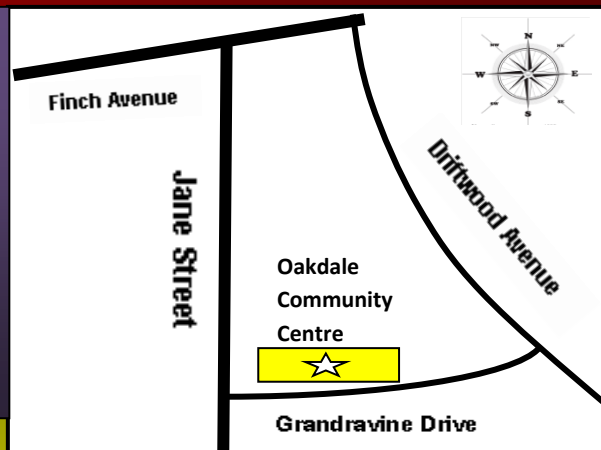 N
W
E
S
Finch Avenue
Jane Street
Driftwood Avenue
Oakdale
Community
Centre
Grandravine Drive